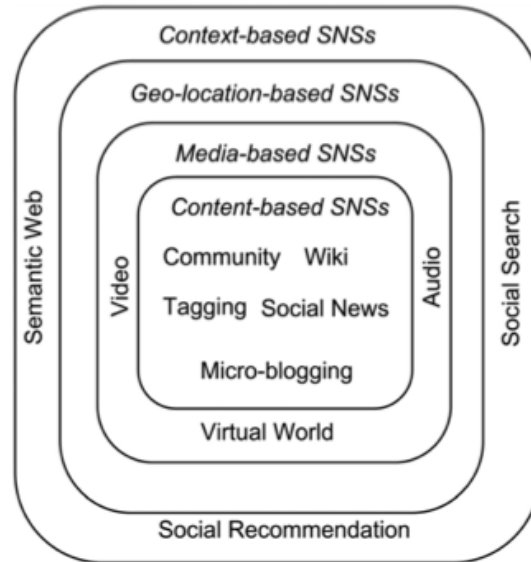 Context-based SNSs
Geo-location-based SNSs
Media-based SNSs
Content-based SNSs
Community Wiki
Tagging Social News
Micro-blogging
Video
Audio
Virtual World
Semantic Web
Social Search
Social Recommendation